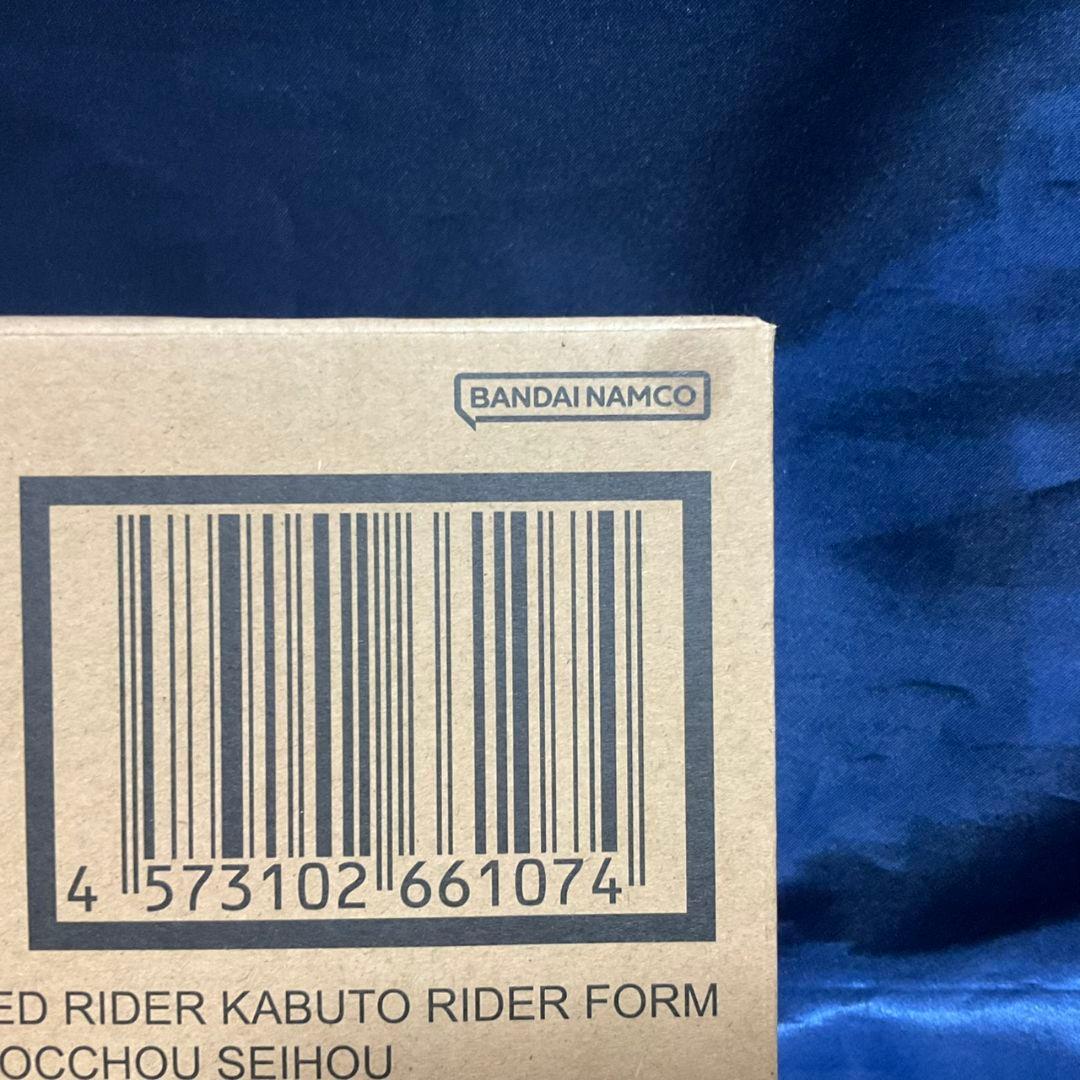 BANDAI NAMCO
4 573102 661074
ED RIDER KABUTO RIDER FORM
OCCHOU SEIHOU